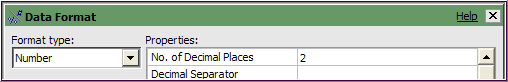 Data Format Help
Format type: Properties:
Number No. of Decimal Places 2
Decimal Separator